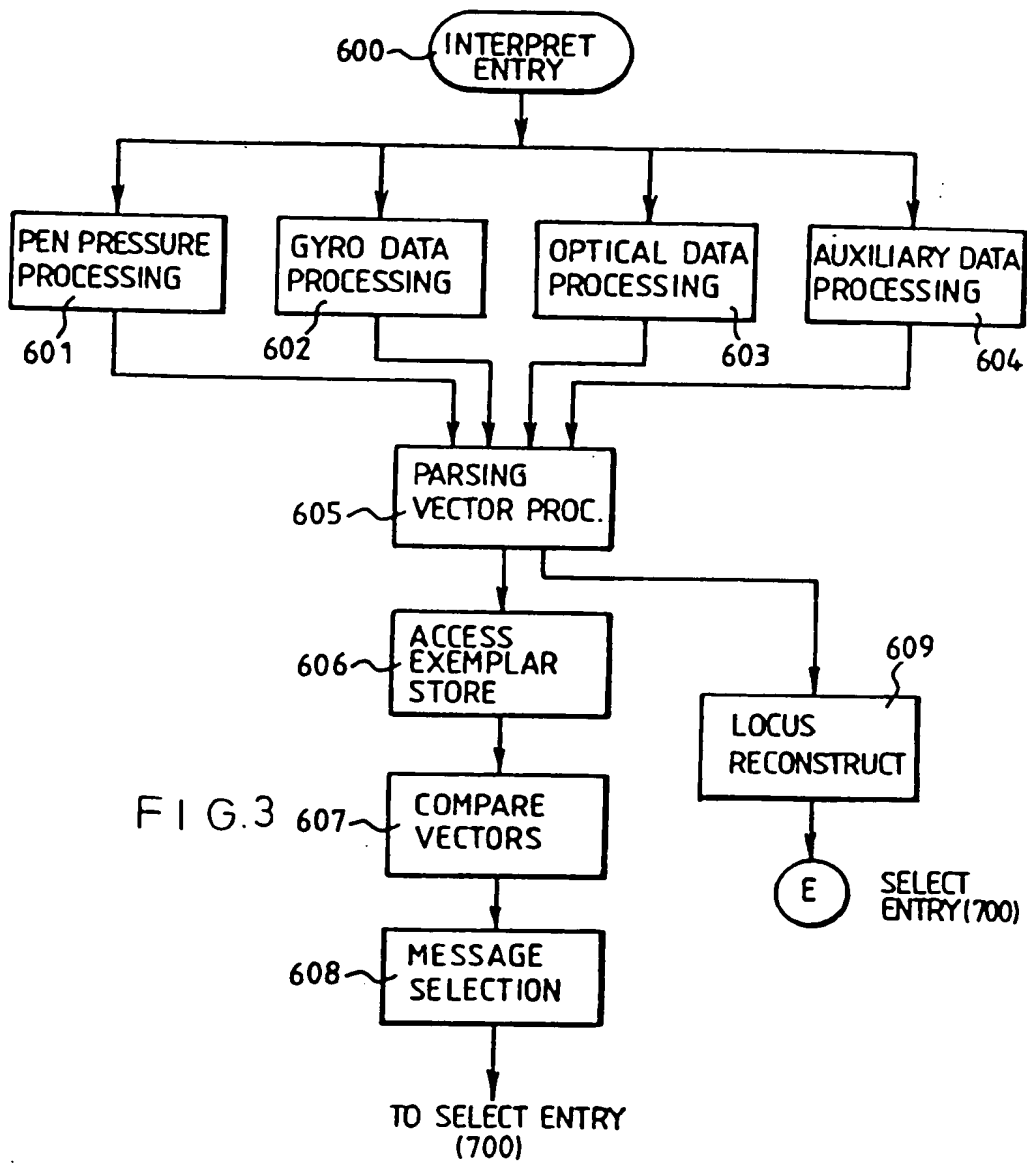 600
INTERPRET
ENTRY
PEN PRESSURE
PROCESSING
601
GYRO DATA
PROCESSING
602
OPTICAL DATA
PROCESSING
603
AUXILIARY DATA
PROCESSING
604
PARSING
VECTOR PROC.
605
ACCESS
EXEMPLAR
STORE
606
609
LOCUS
RECONSTRUCT
FIG.3
607
COMPARE
VECTORS
E
SELECT
ENTRY(700)
608
MESSAGE
SELECTION
TO SELECT ENTRY
(700)